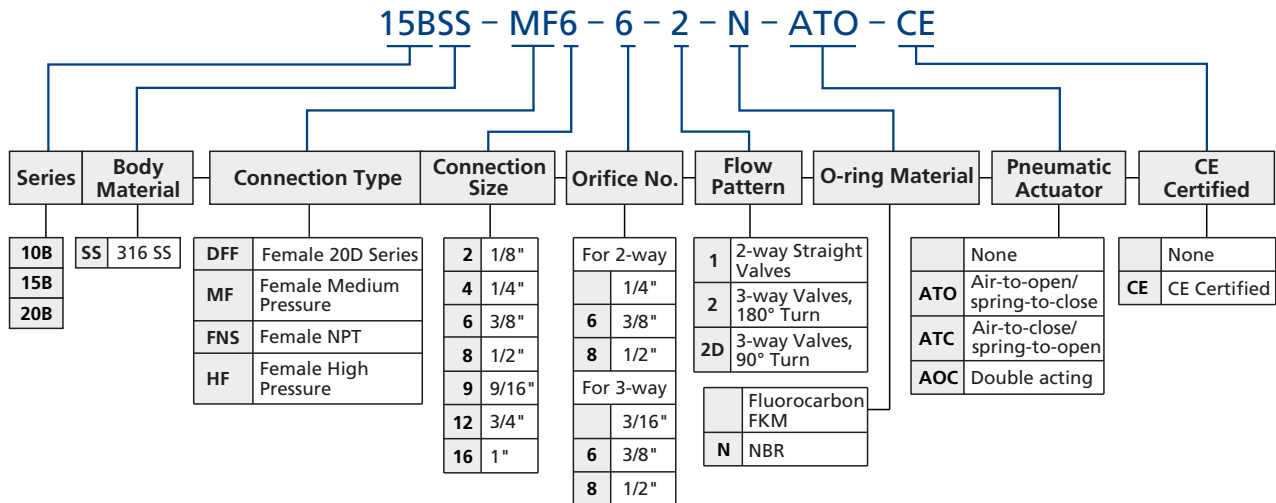 15BSS – MF6 – 6 – 2 – N – ATO – CE
Series
Body
Material
Connection Type
Connection
Size
Orifice No.
Flow
Pattern
O-ring Material
Pneumatic
Actuator
CE
Certified
10B
15B
20B
SS 316 SS
DFF Female 20D Series
MF Female Medium
Pressure
FNS Female NPT
HF Female High
Pressure
2 1/8"
4 1/4"
6 3/8"
8 1/2"
9 9/16"
12 3/4"
16 1"
For 2-way
1/4"
6 3/8"
8 1/2"
For 3-way
3/16"
6 3/8"
8 1/2"
1 2-way Straight
Valves
2 3-way Valves,
180° Turn
2D 3-way Valves,
90° Turn
Fluorocarbon
FKM
N NBR
None
ATO Air-to-open/
spring-to-close
ATC Air-to-close/
spring-to-open
AOC Double acting
None
CE CE Certified